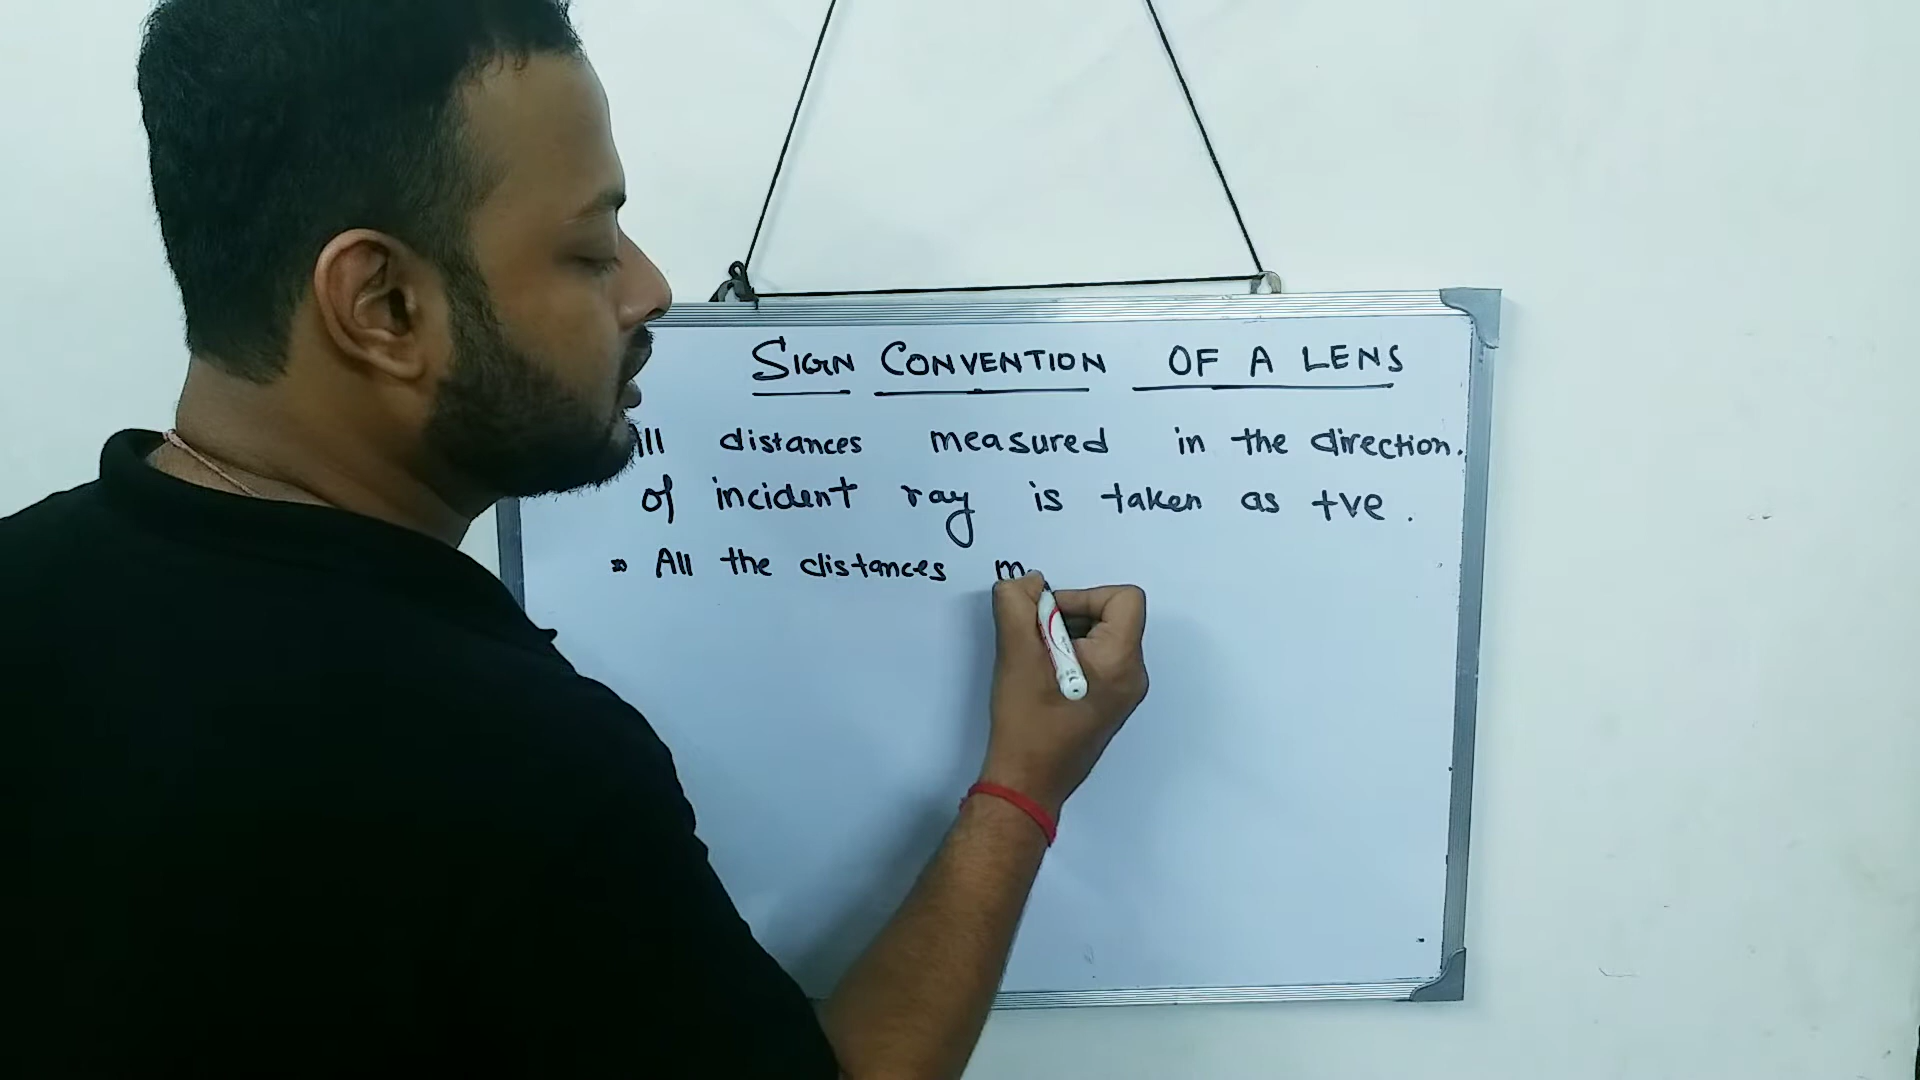 SIGN CONVENTION OF A LENS
All distances measured in the direction.
of incident ray is taken as +ve .
» All the distances m